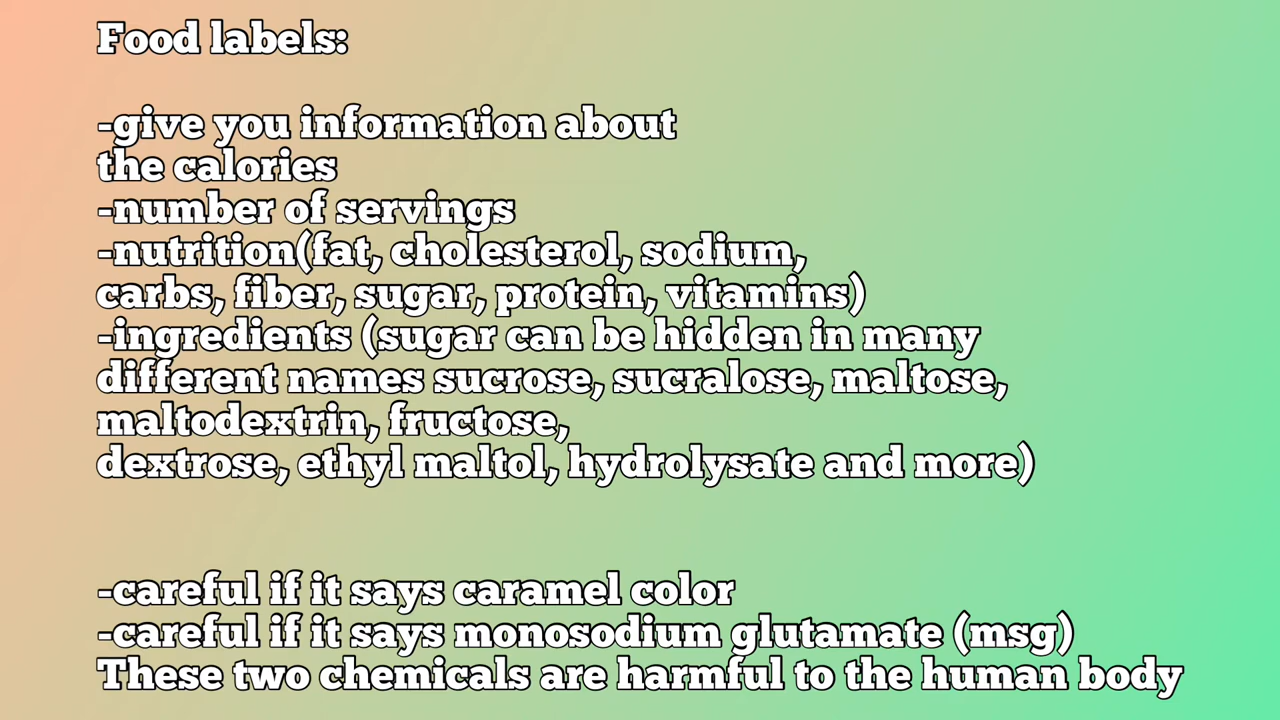 Food labels:
-give you information about
the calories
-number of servings
-nutrition(fat, cholesterol, sodium,
carbs, fiber, sugar, protein, vitamins)
-ingredients (sugar can be hidden in many
different names sucrose, sucralose, maltose,
maltodextrin, fructose,
dextrose, ethyl maltol, hydrolysate and more)
-careful if it says caramel color
-careful if it says monosodium glutamate (msg)
These two chemicals are harmful to the human body